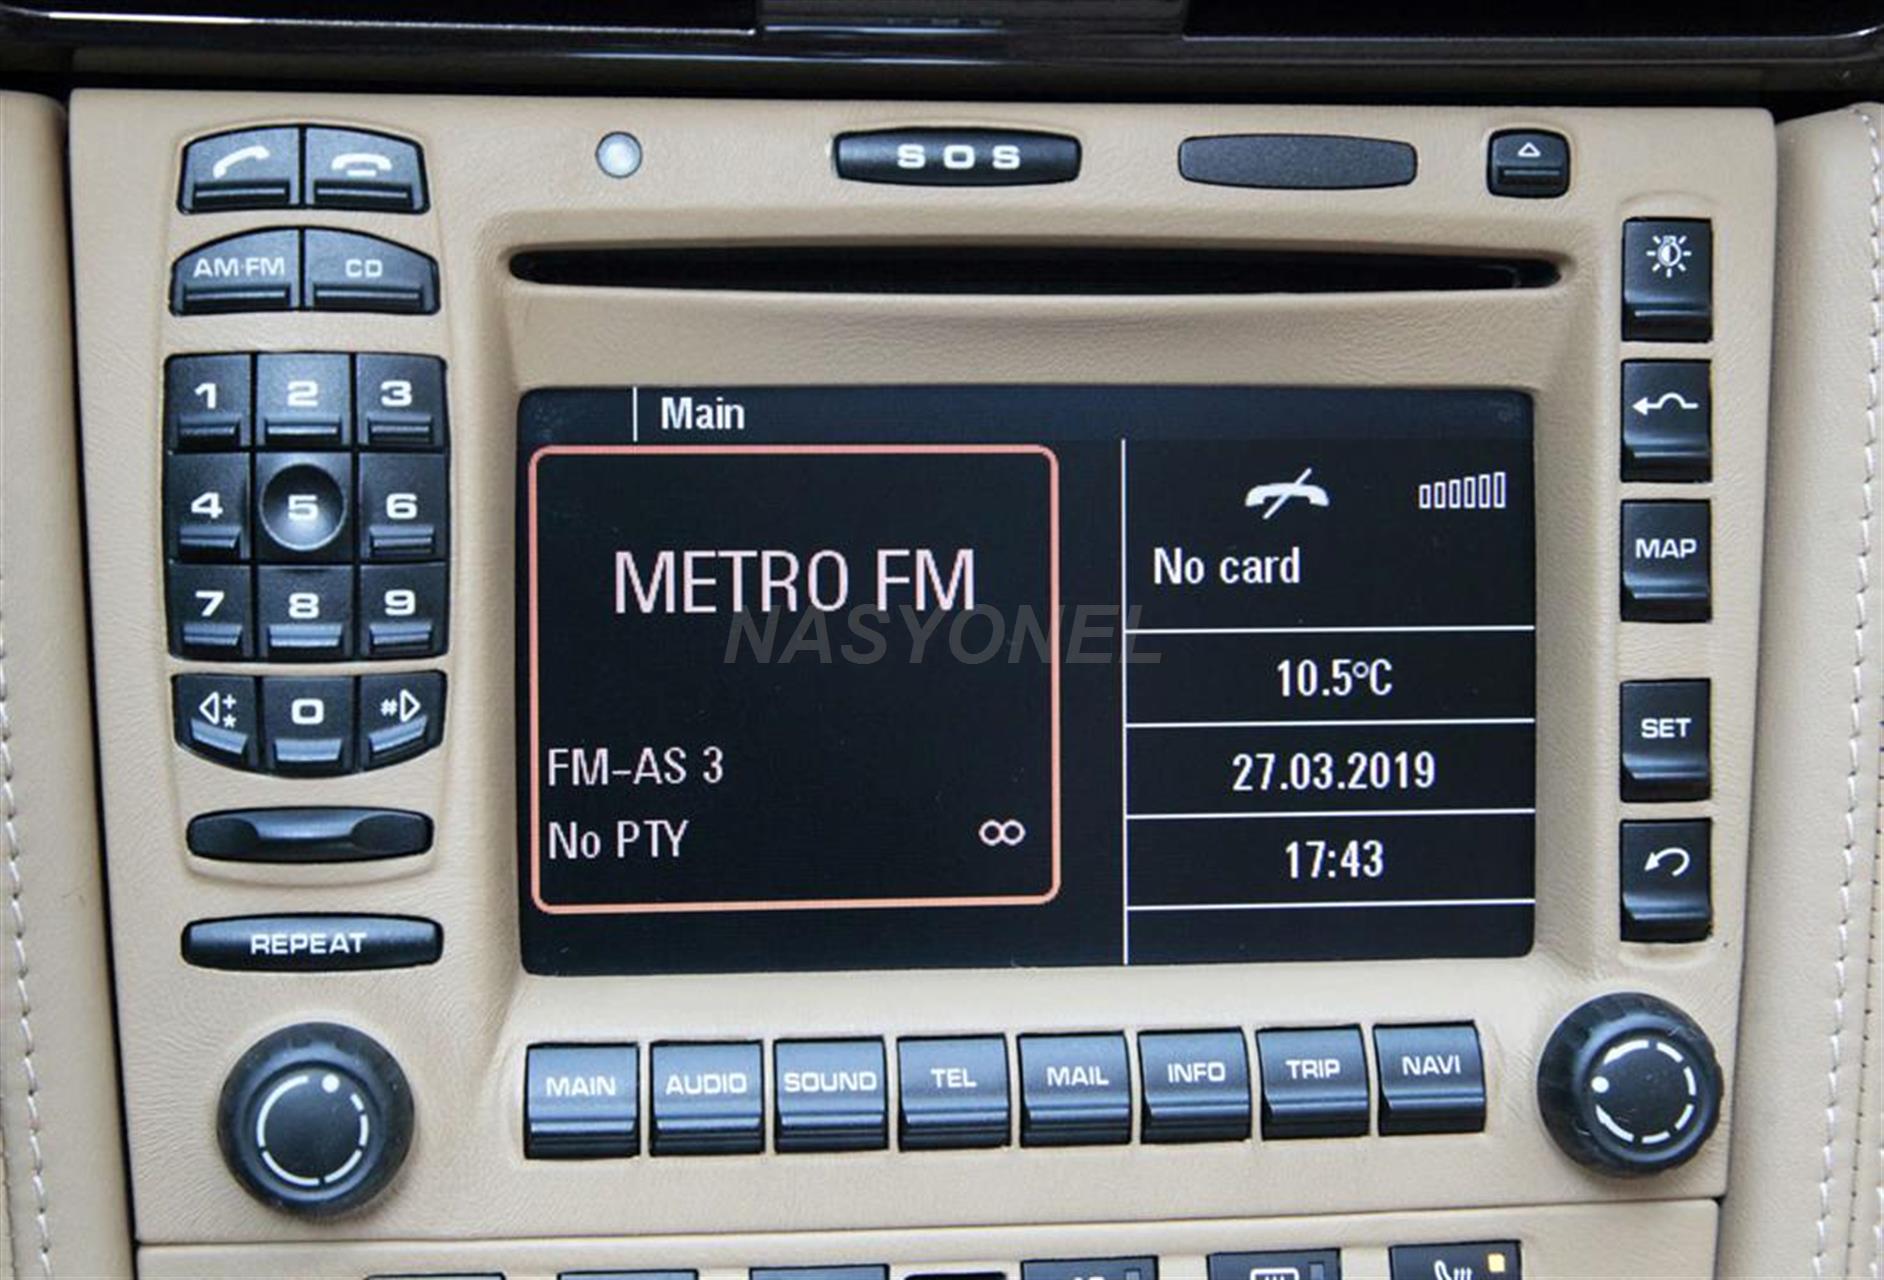 SOS
AM·FM CD
1 2 3
4 5 6
7 8 9
+ * 0 #
REPEAT
Main
METRO FM
NASYONEL
FM-AS 3
No PTY
No card
10.5°C
27.03.2019
17:43
MAP
SET
MAIN AUDIO SOUND TEL MAIL INFO TRIP NAVI